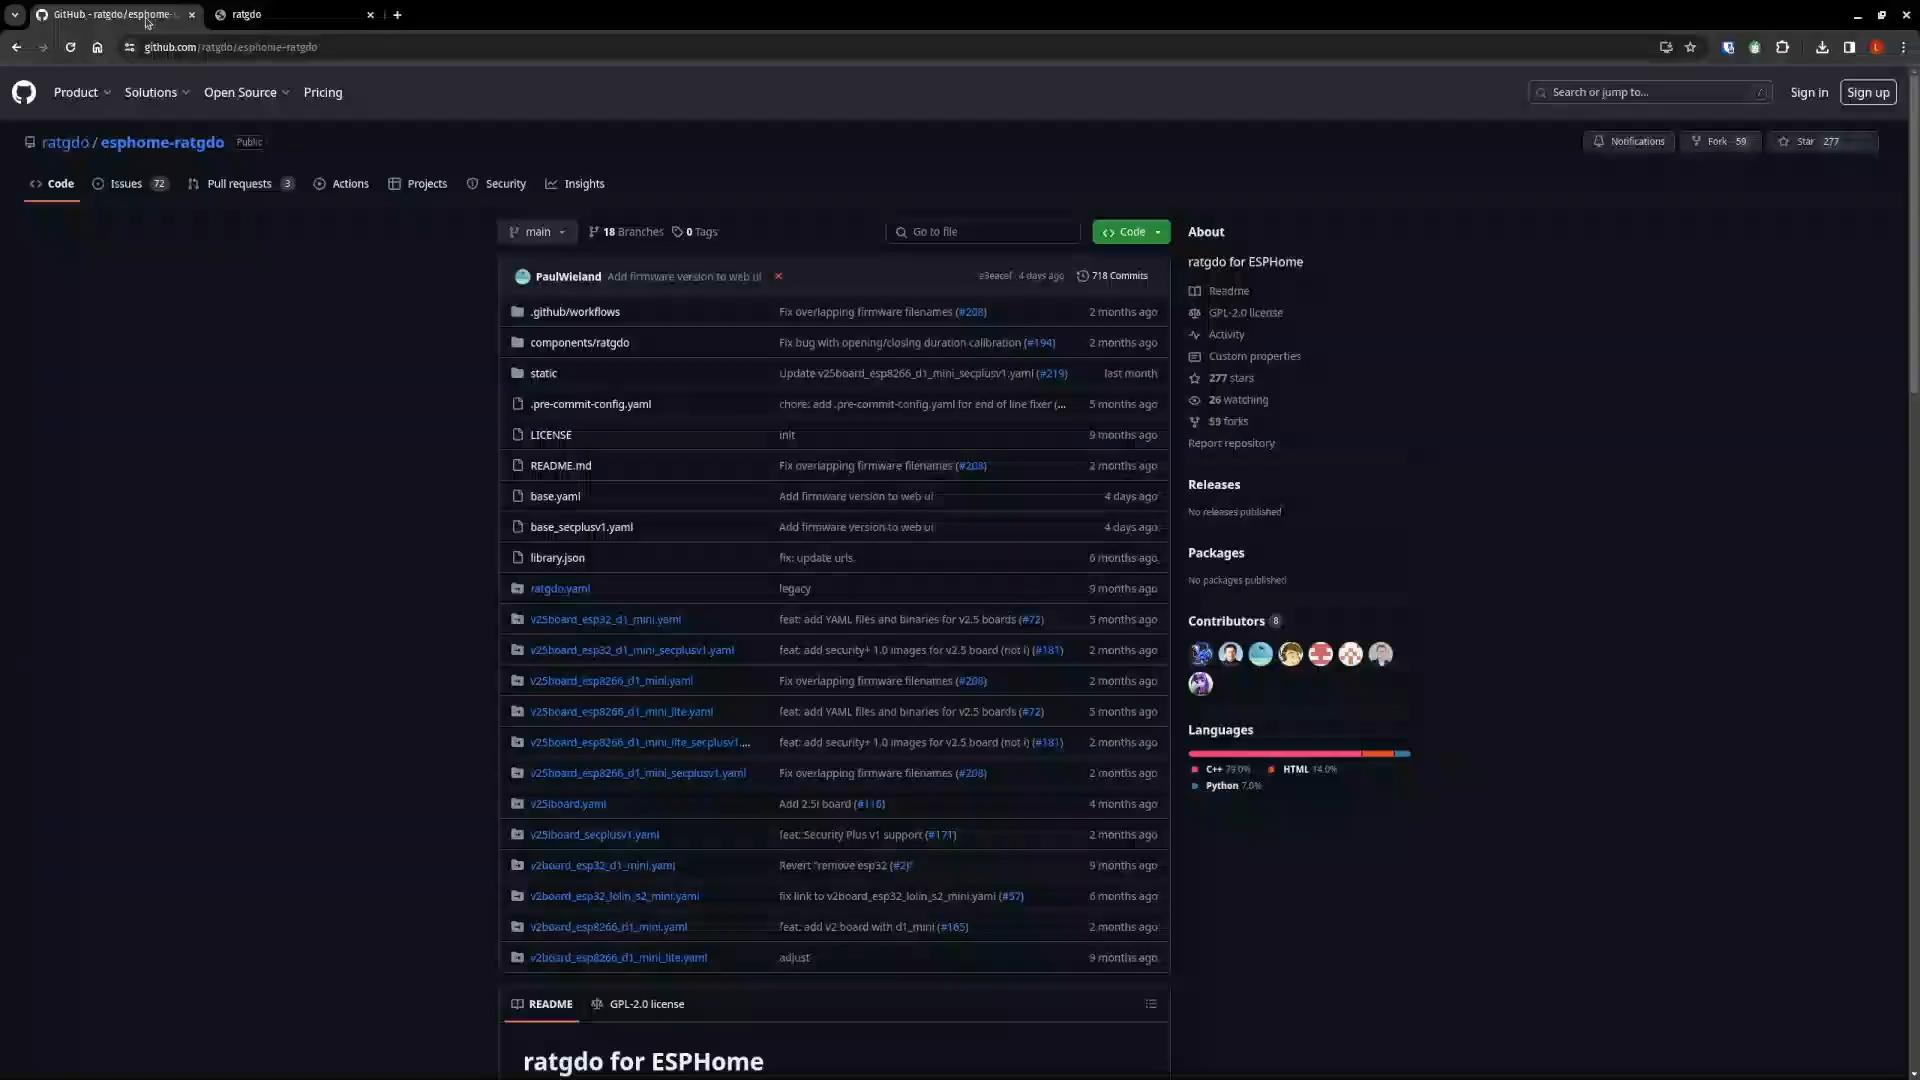 GitHub - ratgdo/esphome-
ratgdo
github.com/ratgdo/esphome-ratgdo
L
Product
Solutions
Open Source
Pricing
Search or jump to...
/
Sign in
Sign up
ratgdo / esphome-ratgdo
Public
Notifications
Fork 59
Star 277
Code
Issues 72
Pull requests 3
Actions
Projects
Security
Insights
main
18 Branches
0 Tags
Go to file
Code
PaulWieland Add firmware version to web ui
4 days ago
718 Commits
.github/workflows Fix overlapping firmware filenames (#208) 2 months ago
components/ratgdo Fix bug with opening/closing duration calibration (#194) 2 months ago
static Update v25board_esp8266_d1_mini_secplusv1.yaml (#219) last month
.pre-commit-config.yaml chore: add .pre-commit-config.yaml for end of line fixer (... 5 months ago
LICENSE init 9 months ago
README.md Fix overlapping firmware filenames (#208) 2 months ago
base.yaml Add firmware version to web ui 4 days ago
base_secplusv1.yaml Add firmware version to web ui 4 days ago
library.json fix: update urls 6 months ago
ratgdo.yaml legacy 9 months ago
v25board_esp32_d1_mini.yaml feat: add YAML files and binaries for v2.5 boards (#72) 5 months ago
v25board_esp32_d1_mini_secplusv1.yaml feat: add security+ 1.0 images for v2.5 board (not i) (#181) 2 months ago
v25board_esp8266_d1_mini.yaml Fix overlapping firmware filenames (#208) 2 months ago
v25board_esp8266_d1_mini_lite.yaml feat: add YAML files and binaries for v2.5 boards (#72) 5 months ago
v25board_esp8266_d1_mini_lite_secplusv1.... feat: add security+ 1.0 images for v2.5 board (not i) (#181) 2 months ago
v25board_esp8266_d1_mini_secplusv1.yaml Fix overlapping firmware filenames (#208) 2 months ago
v25iboard.yaml Add 2.5i board (#116) 4 months ago
v25iboard_secplusv1.yaml feat: Security Plus v1 support (#171) 2 months ago
v2board_esp32_d1_mini.yaml Revert "remove esp32 (#2)" 9 months ago
v2board_esp32_lolin_s2_mini.yaml fix link to v2board_esp32_lolin_s2_mini.yaml (#57) 6 months ago
v2board_esp8266_d1_mini.yaml feat: add v2 board with d1_mini (#165) 2 months ago
v2board_esp8266_d1_mini_lite.yaml adjust 9 months ago
README
GPL-2.0 license
ratgdo for ESPHome
About
ratgdo for ESPHome
Readme
GPL-2.0 license
Activity
Custom properties
277 stars
26 watching
59 forks
Report repository
Releases
No releases published
Packages
No packages published
Contributors 8
Languages
C++ 79.0% HTML 14.0%
Python 7.0%